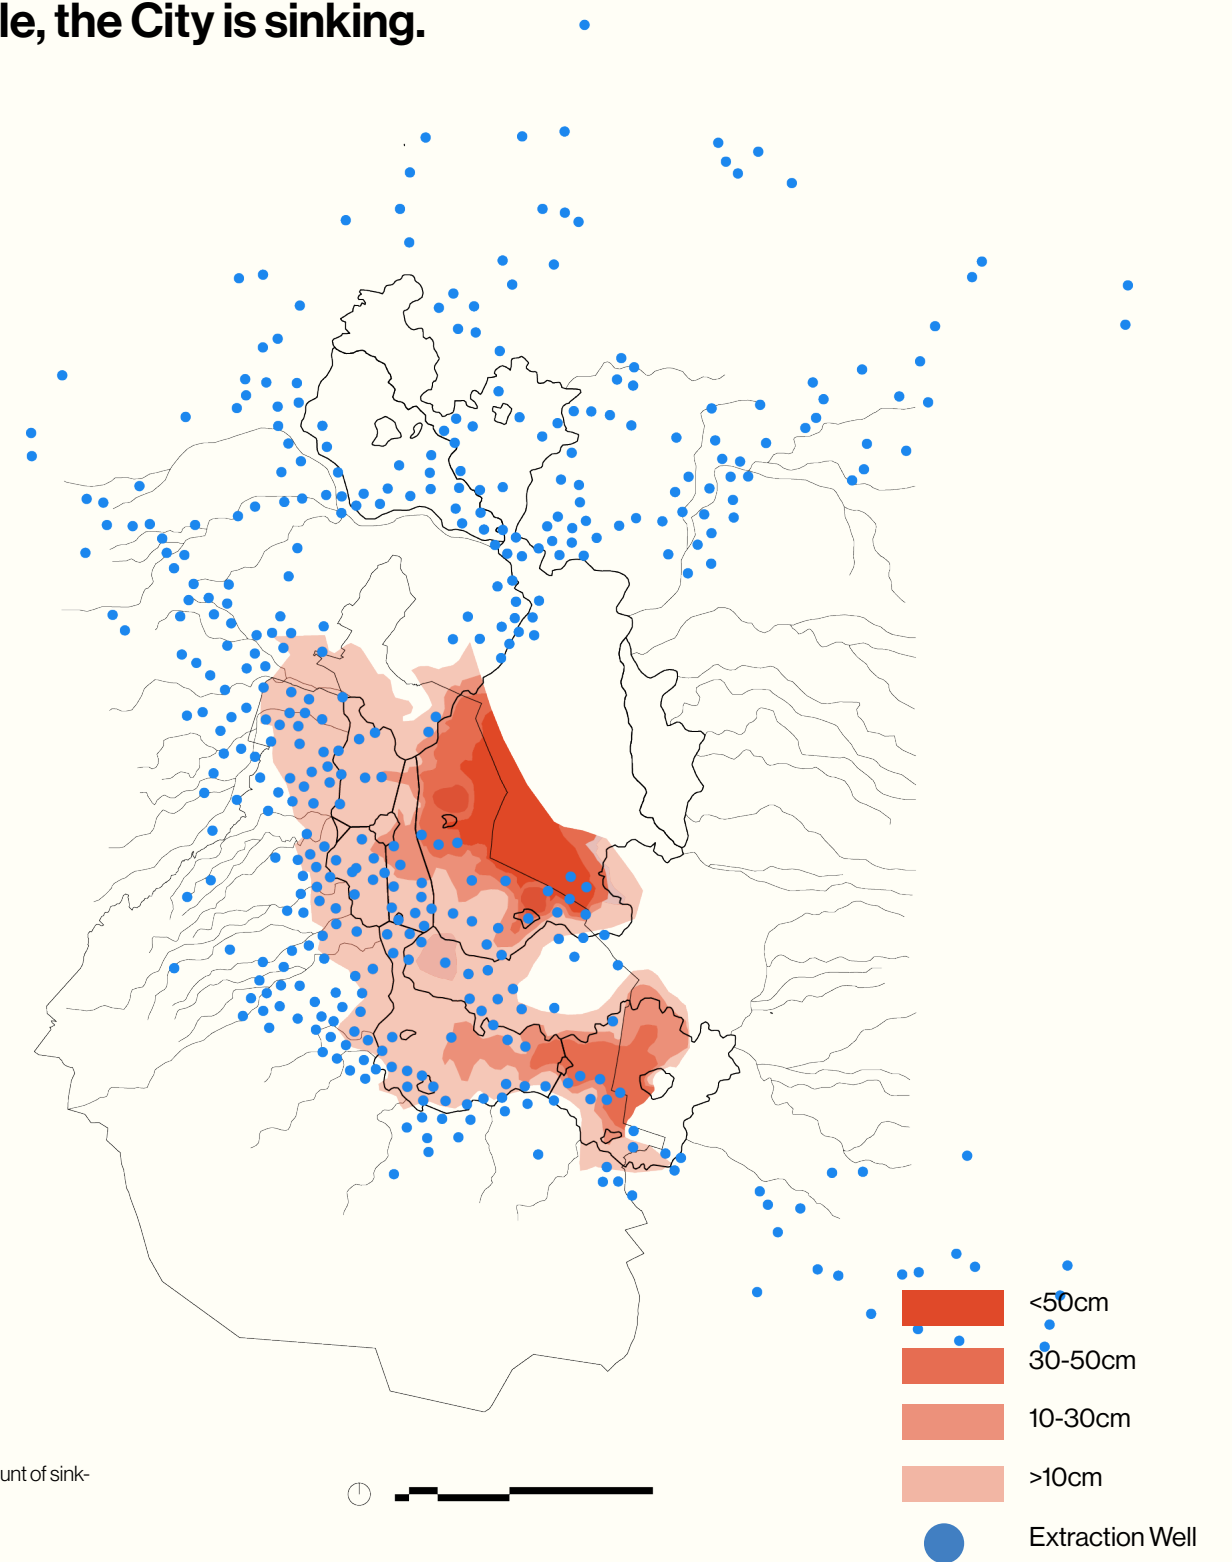 le, the City is sinking.
<50cm
30-50cm
10-30cm
>10cm
Extraction Well
unt of sink-